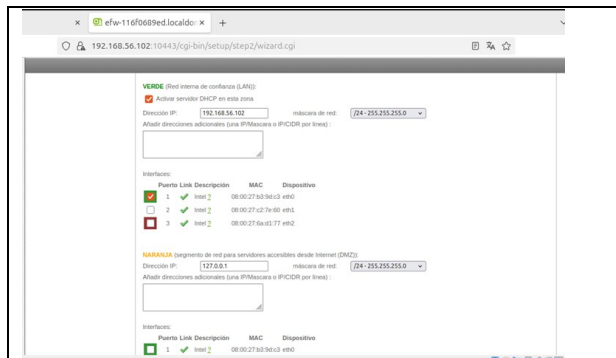 efw-116f0689ed.localdor
192.168.56.102:10443/cgi-bin/setup/step2/wizard.cgi
VERDE (Red interna de confianza (LAN)):
Activar servidor DHCP en esta zona
Dirección IP: 192.168.56.102 máscara de red: /24 - 255.255.255.0
Añadir direcciones adicionales (una IP/Mascara o IP/CIDR por línea) :
Interfaces:
Puerto Link Descripción MAC Dispositivo
1 Intel ? 08:00:27:b3:9d:c3 eth0
2 Intel ? 08:00:27:c2:7e:60 eth1
3 Intel ? 08:00:27:6a:d1:77 eth2
NARANJA (segmento de red para servidores accesibles desde Internet (DMZ)):
Dirección IP: 127.0.0.1 máscara de red: /24 - 255.255.255.0
Añadir direcciones adicionales (una IP/Mascara o IP/CIDR por línea) :
Interfaces:
Puerto Link Descripción MAC Dispositivo
1 Intel ? 08:00:27:b3:9d:c3 eth0